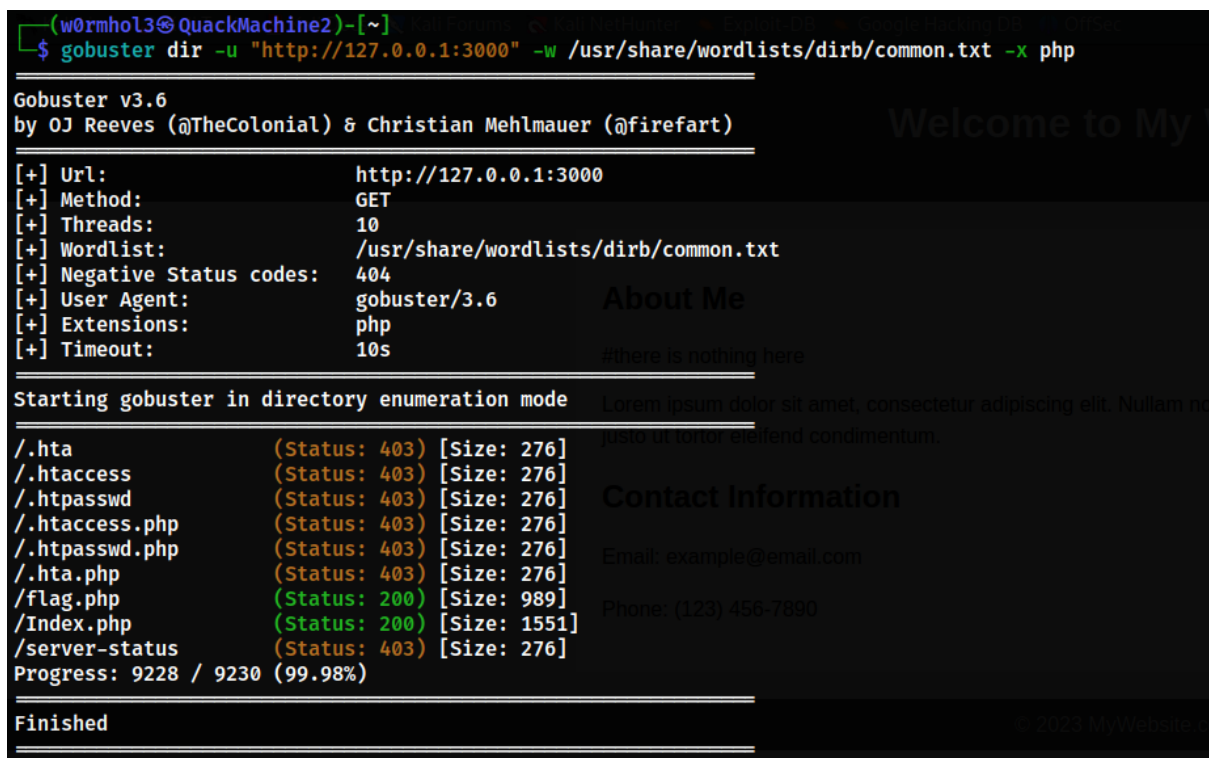 ┌──(w0rmhol3㉿QuackMachine2)-[~]
└─$ gobuster dir -u "http://127.0.0.1:3000" -w /usr/share/wordlists/dirb/common.txt -x php
===============================================================
Gobuster v3.6
by OJ Reeves (@TheColonial) & Christian Mehlmauer (@firefart)
Welcome to My
===============================================================
[+] Url: http://127.0.0.1:3000
[+] Method: GET
[+] Threads: 10
[+] Wordlist: /usr/share/wordlists/dirb/common.txt
[+] Negative Status codes: 404
[+] User Agent: gobuster/3.6
About Me
[+] Extensions: php
[+] Timeout: 10s
#there is nothing here
===============================================================
Starting gobuster in directory enumeration mode
Lorem ipsum dolor sit amet, consectetur adipiscing elit. Nullam
===============================================================
justo ut tortor eleifend condimentum.
/.hta (Status: 403) [Size: 276]
/.htaccess (Status: 403) [Size: 276]
/.htpasswd (Status: 403) [Size: 276]
Contact Information
/.htaccess.php (Status: 403) [Size: 276]
/.htpasswd.php (Status: 403) [Size: 276]
Email: example@email.com
/.hta.php (Status: 403) [Size: 276]
/flag.php (Status: 200) [Size: 989]
Phone: (123) 456-7890
/Index.php (Status: 200) [Size: 1551]
/server-status (Status: 403) [Size: 276]
Progress: 9228 / 9230 (99.98%)
===============================================================
Finished
© 2023 MyWebsite.c
===============================================================